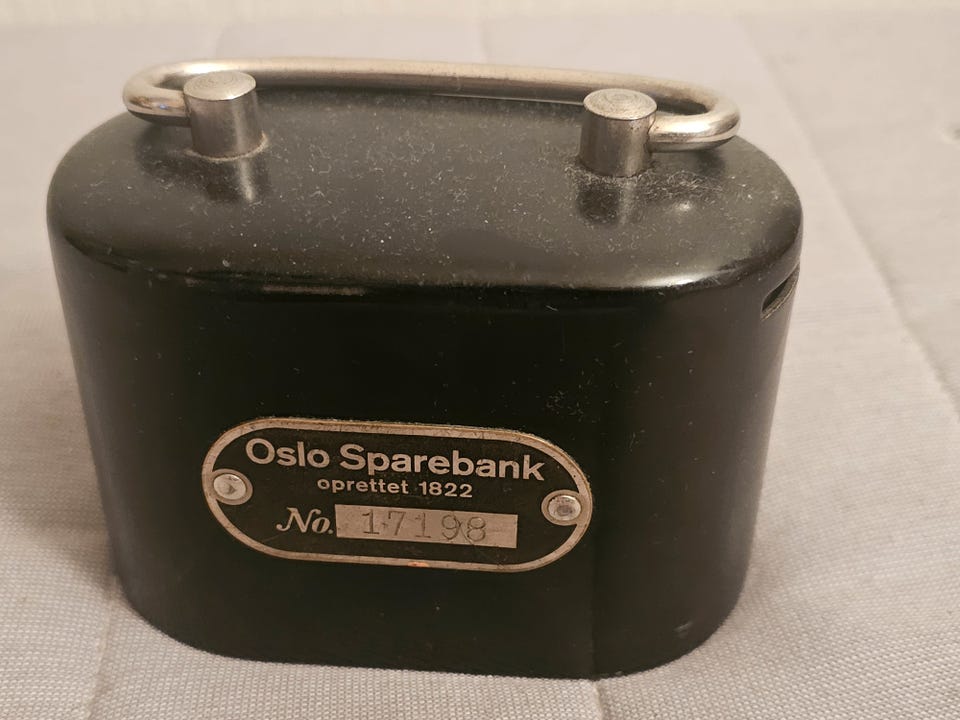 Oslo Sparebank
oprettet 1822
No. 17198